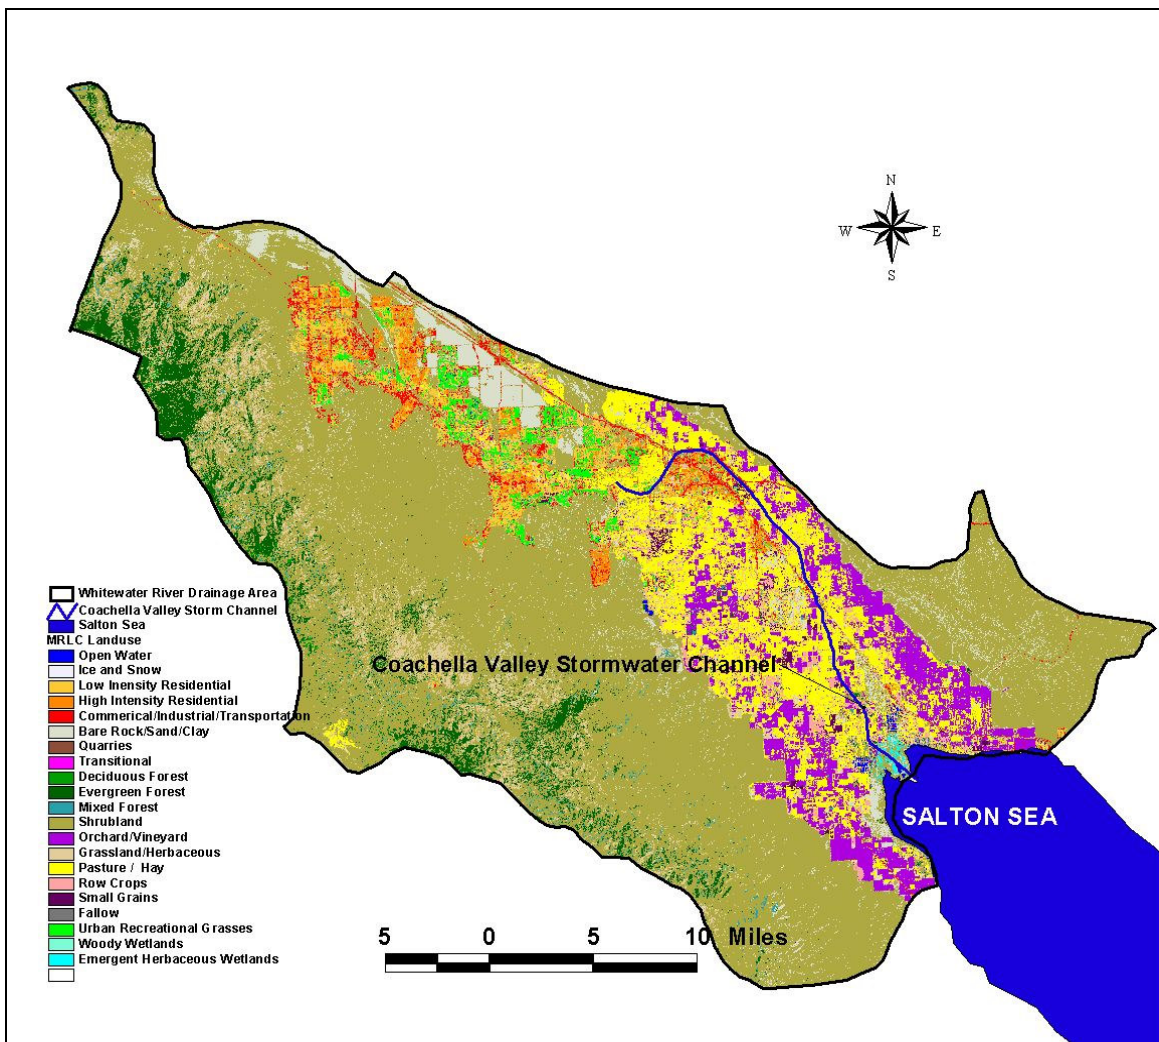 N
W E
S
Whitewater River Drainage Area
Coachella Valley Storm Channel
Salton Sea
MRLC Landuse
Open Water
Ice and Snow
Low Inensity Residential
High Intensity Residential
Commerical/Industrial/Transportation
Bare Rock/Sand/Clay
Quarries
Transitional
Deciduous Forest
Evergreen Forest
Mixed Forest
Shrubland
Orchard/Vineyard
Grassland/Herbaceous
Pasture / Hay
Row Crops
Small Grains
Fallow
Urban Recreational Grasses
Woody Wetlands
Emergent Herbaceous Wetlands
Coachella Valley Stormwater Channel
SALTON SEA
5 0 5 10 Miles